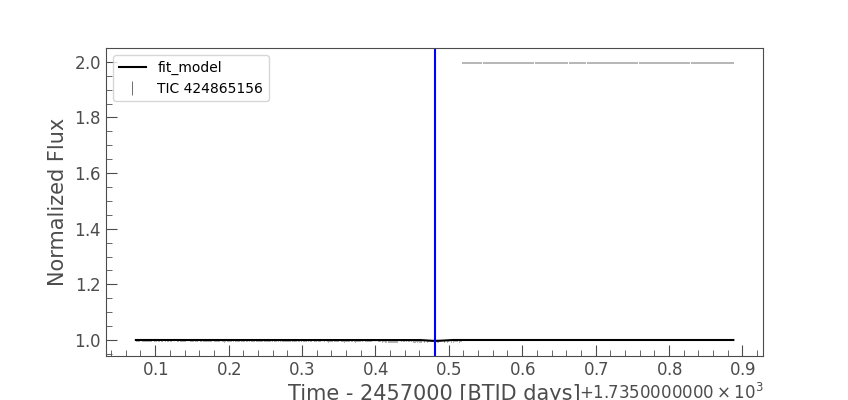 fit_model
TIC 424865156
Normalized Flux
2.0
1.8
1.6
1.4
1.2
1.0
0.1 0.2 0.3 0.4 0.5 0.6 0.7 0.8 0.9
Time - 2457000 [BTJD days]
+1.7350000000 × 10³